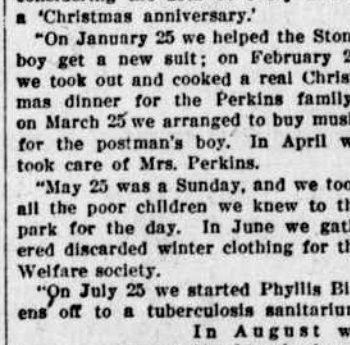 a 'Christmas anniversary.'
"On January 25 we helped the Ston
boy get a new suit; on February 2
we took out and cooked a real Chris
mas dinner for the Perkins family
on March 25 we arranged to buy mus
for the postman's boy. In April w
took care of Mrs. Perkins.
"May 25 was a Sunday, and we too
all the poor children we knew to th
park for the day. In June we gat
ered discarded winter clothing for th
Welfare society.
"On July 25 we started Phyllis Bi
ens off to a tuberculosis sanitariu
In August w